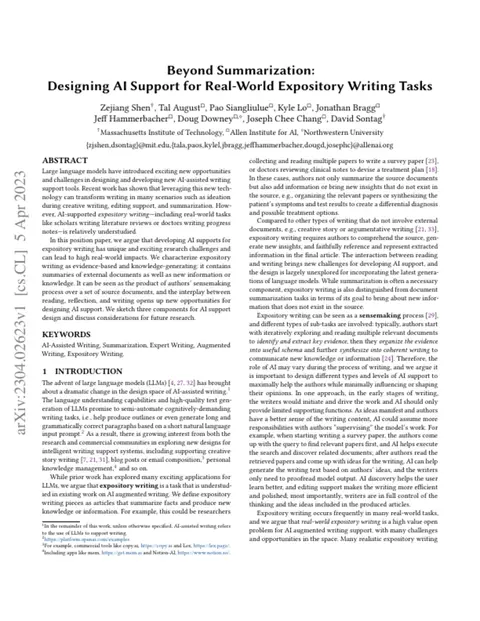 arXiv:2304.02623v1 [cs.CL] 5 Apr 2023
Beyond Summarization:
Designing AI Support for Real-World Expository Writing Tasks
Zejiang Shen†, Tal August, Pao Siangliulue, Kyle Lo, Jonathan Bragg
Jeff Hammerbacher, Doug Downey, Joseph Chee Chang, David Sontag†
†Massachusetts Institute of Technology, Allen Institute for AI, Northwestern University
{zjshen,dsontag}@mit.edu,{tala,paos,kylel,jbragg,jeffhammerbacher,dougd,josephc}@allenai.org
ABSTRACT
Large language models have introduced exciting new opportunities
and challenges in designing and developing new AI-assisted writing
support tools. Recent work has shown that leveraging this new tech-
nology can transform writing in many scenarios such as ideation
during creative writing, editing support, and summarization. How-
ever, AI-supported expository writing—including real-world tasks
like scholars writing literature reviews or doctors writing progress
notes—is relatively understudied.
In this position paper, we argue that developing AI supports for
expository writing has unique and exciting research challenges and
can lead to high real-world impacts. We characterize expository
writing as evidence-based and knowledge-generating: it contains
summaries of external documents as well as new information or
knowledge. It can be seen as the product of authors' sensemaking
process over a set of source documents, and the interplay between
reading, reflection, and writing opens up new opportunities for
designing AI support. We sketch three components for AI support
design and discuss considerations for future research.
KEYWORDS
AI-Assisted Writing, Summarization, Expert Writing, Augment,
Writing, Expository Writing
1 INTRODUCTION
The advent of large language models (LLMs) [4, 27, 32] has brought
about a dramatic change in the design space of AI-assisted writing.¹
The language understanding capabilities and high-quality text gen-
eration of LLMs promise to semi-automate cognitively-demanding
writing tasks, i.e., help produce outlines or even generate long and
grammatically correct paragraphs based on a short natural language
input prompt.² As a result, there is growing interest from both the
research and commercial communities in exploring new designs for
intelligent writing support systems, including supporting creative
story writing [7, 21, 31], blog posts or email composition,³ personal
knowledge management,⁴ and so on.
While prior work has explored many exciting applications for
LLMs, we argue that expository writing is a task that is understud-
ied in existing work on AI augmented writing. We define expository
writing pieces as articles that summarize facts and produce new
knowledge or information. For example, this could be researchers
¹In the remainder of this work, unless otherwise specified, AI-assisted writing refers
to the use of LLMs to support writing.
²https://platform.openai.com/examples
³For example, commercial tools like copy.ai https://copy.ai and Lex, https://lex.page/.
⁴Including apps like mem, https://get.mem.ai and Notion AI, https://www.notion.so/.
collecting and reading multiple papers to write a survey paper [23],
or doctors reviewing clinical notes to devise a treatment plan [18].
In these cases, authors not only summarize the source documents
but also add information or bring new insights that do not exist in
the source, e.g., organizing the relevant papers or synthesizing the
patient's symptoms and test results to create a differential diagnosis
and possible treatment options.
Compared to other types of writing that do not involve external
documents, e.g., creative story or argumentative writing [21, 33],
expository writing requires authors to comprehend the source, gen-
erate new insights, and faithfully reference and represent extracted
information in the final article. The interaction between reading
and writing brings new challenges for developing AI support, and
the design is largely unexplored for incorporating the latest genera-
tions of language models. While summarization is often a necessary
component, expository writing is also distinguished from document
summarization tasks in terms of its goal to bring about new infor-
mation that does not exist in the source.
Expository writing can be seen as a sensemaking process [29],
and different types of sub-tasks are involved: typically, authors start
with iteratively exploring and reading multiple relevant documents
to identify and extract key evidence, then they organize the evidence
into useful schema and further synthesize into coherent writing to
communicate new knowledge or information [24]. Therefore, the
role of AI may vary during the process of writing, and we argue it
is important to design different types and levels of AI support to
maximally help the authors while minimally influencing or shaping
their opinions. In one approach, in the early stages of writing,
the writers would initiate and drive the work and AI should only
provide limited supporting functions. As ideas manifest and authors
have a better sense of the writing content, AI could assume more
responsibilities with authors "supervising" the model's work. For
example, when starting writing a survey paper, the authors come
up with the query to find relevant papers first, and AI helps execute
the search and discover related documents; after authors read the
retrieved papers and come up with ideas for the writing, AI can help
generate the writing text based on authors' ideas, and the writers
only need to proofread model output. AI discovery helps the user
learn better, and editing support makes the writing more efficient
and polished; most importantly, writers are in full control of the
thinking and the ideas included in the produced articles.
Expository writing occurs frequently in many real-world tasks,
and we argue that real-world expository writing is a high value open
problem for AI augmented writing support, with many challenges
and opportunities in the space. Many realistic expository writing